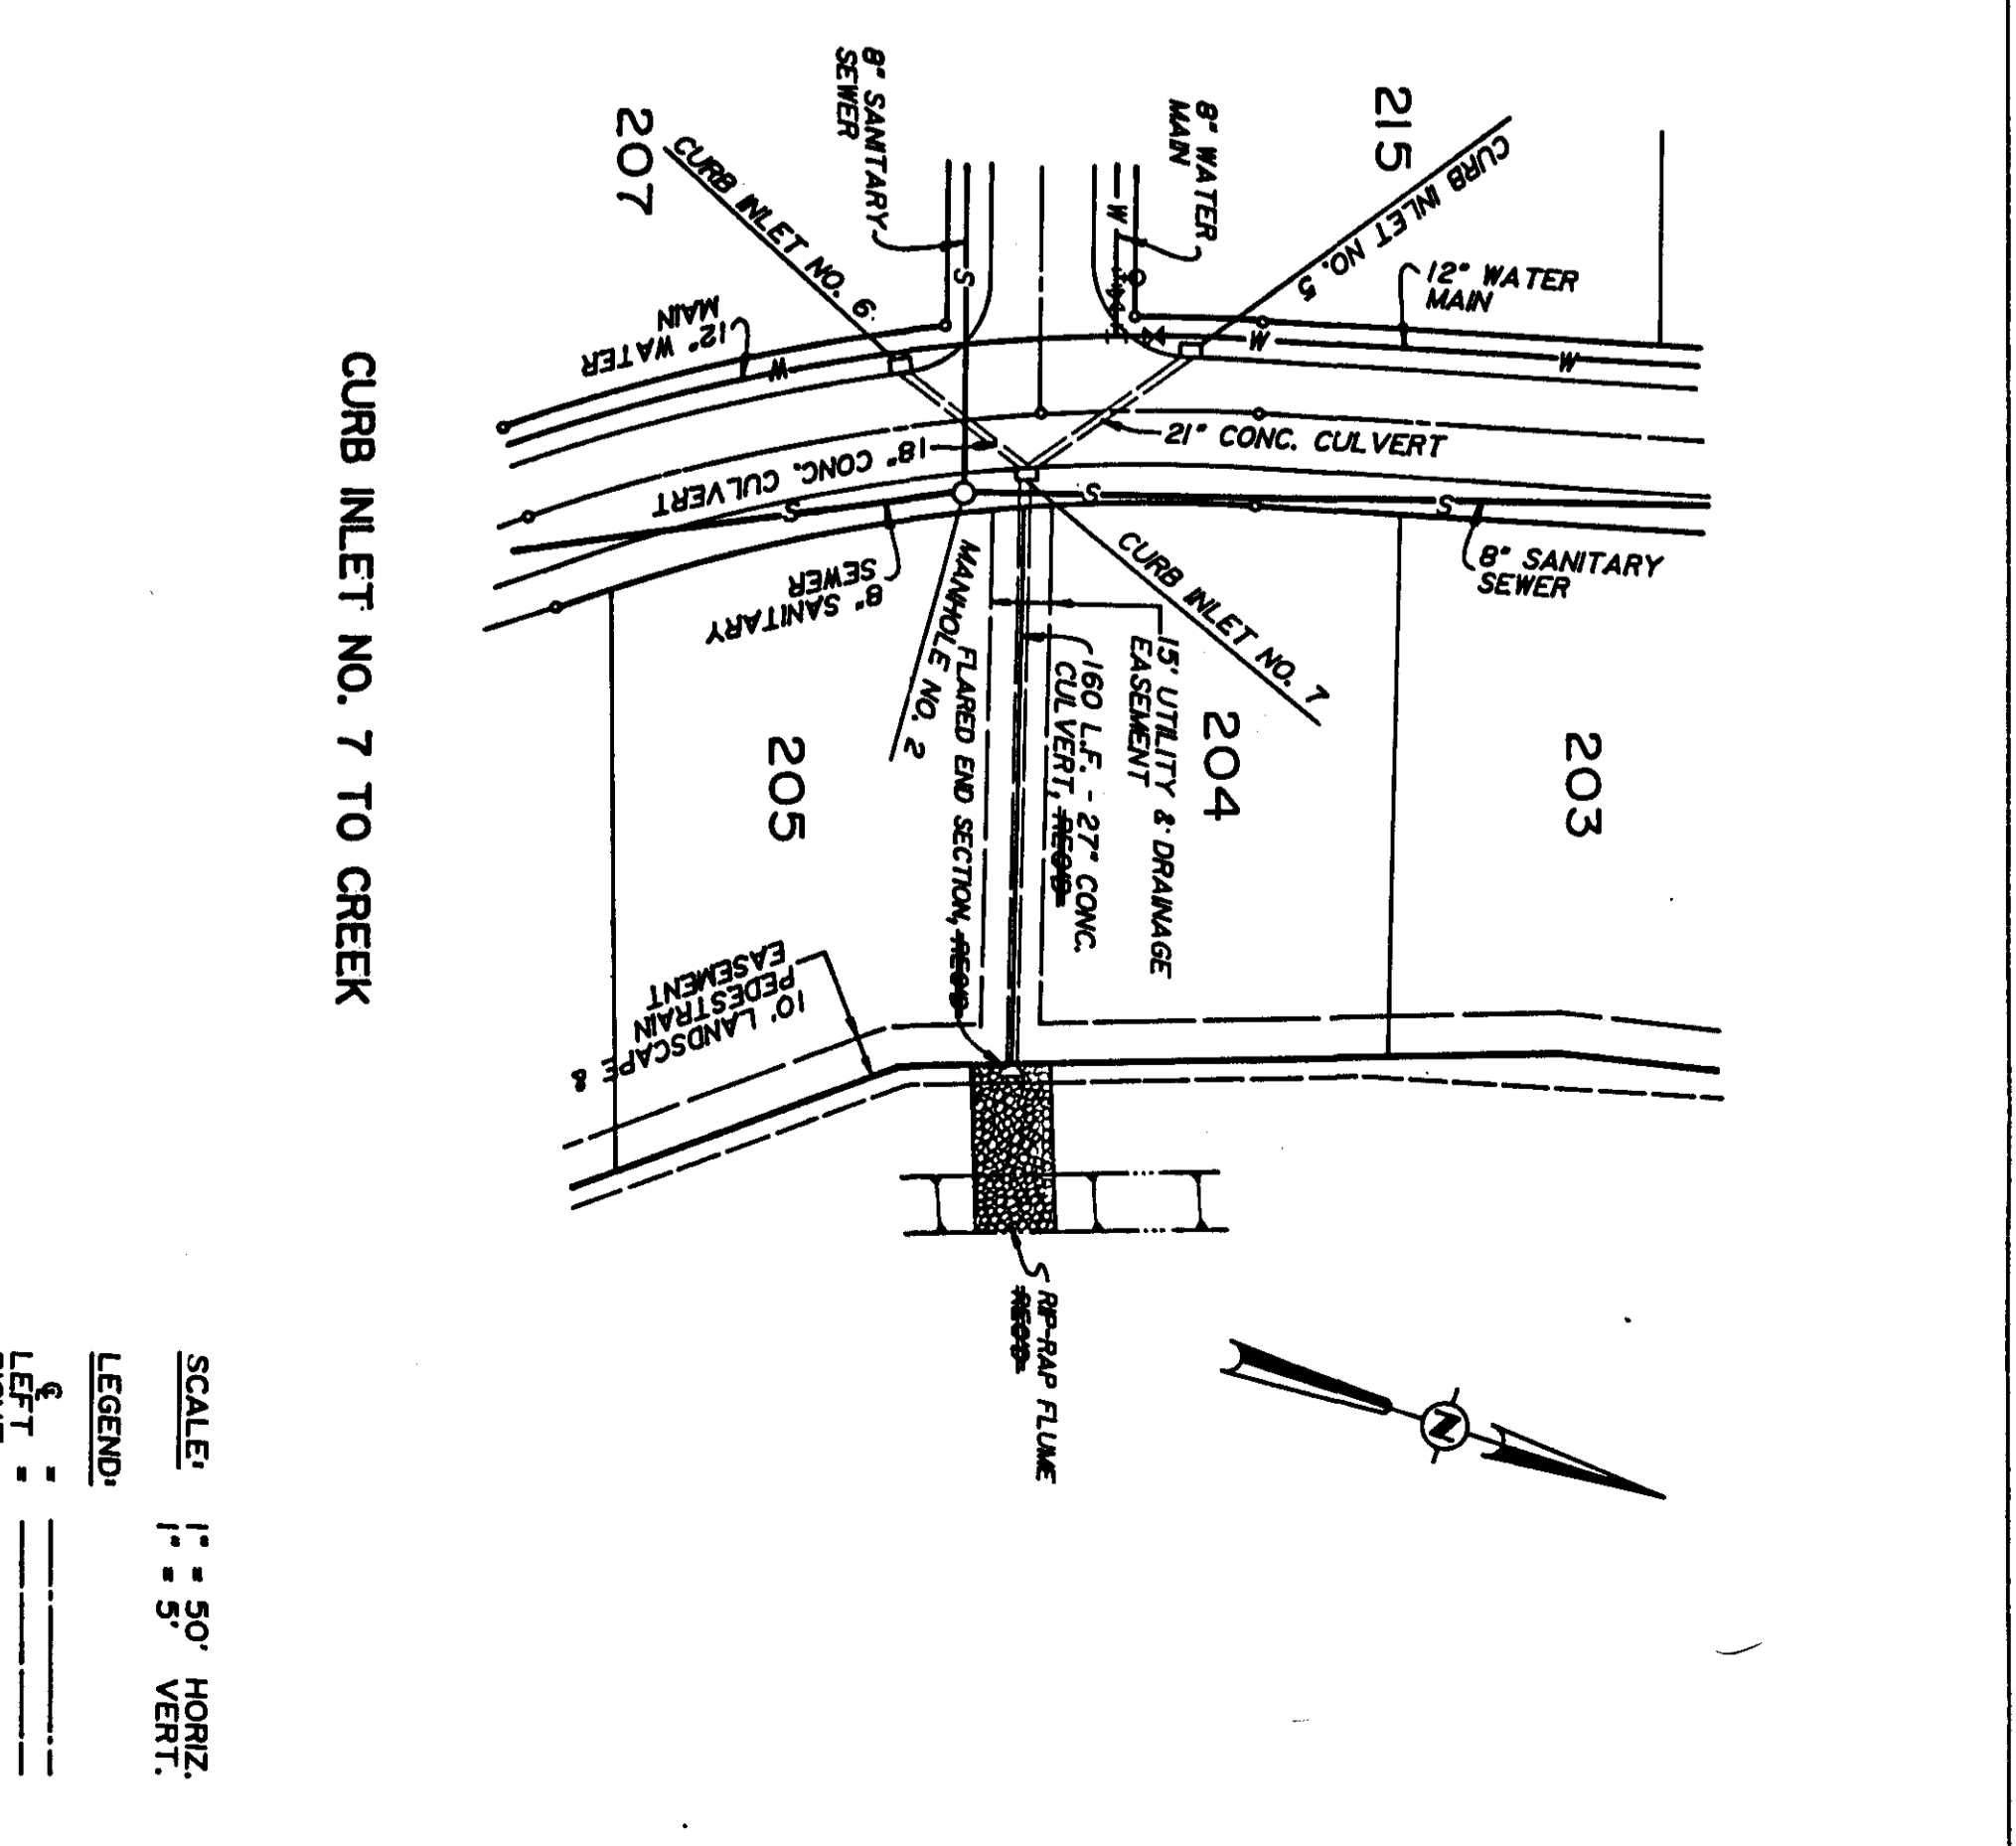 8" SANITARY
SEWER
207
CURB INLET NO. 6
8" WATER
MAIN
215
CURB INLET NO. 5
12" WATER
MAIN
12" WATER
MAIN
W
W
W
W
S
21" CONC. CULVERT
18" CONC. CULVERT
S
S
S
8" SANITARY
SEWER
8" SANITARY
SEWER
MANHOLE NO. 2
CURB INLET NO. 7
15' UTILITY & DRAINAGE
EASEMENT
160 L.F. - 27" CONC.
CULVERT, REQ'D
FLARED END SECTION, REQ'D
205
204
203
10' LANDSCAPE &
PEDESTRAIN
EASEMENT
RIP-RAP FLUME
REQ'D
N
CURB INLET NO. 7 TO CREEK
SCALE: 1" = 50' HORIZ.
1" = 5' VERT.
LEGEND:
℄ =
LEFT =